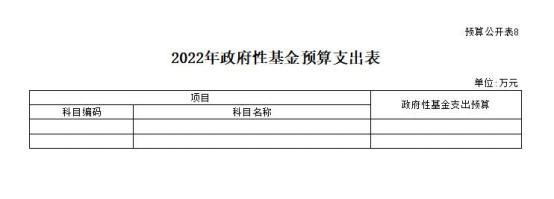 预算公开表8
2022年政府性基金预算支出表
单位:万元
项目
政府性基金支出预算
科目编码 科目名称